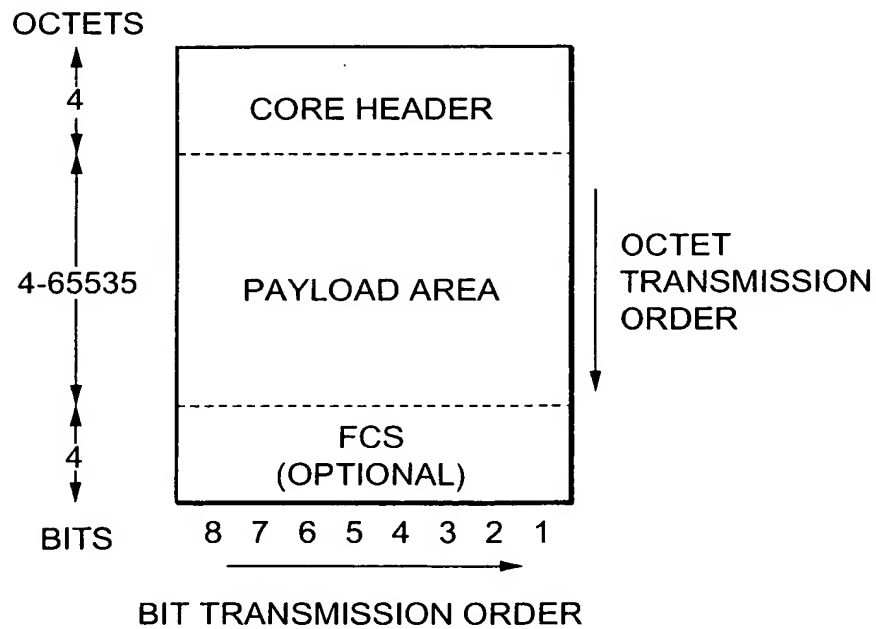 OCTETS
4
CORE HEADER
4-65535
PAYLOAD AREA
OCTET
TRANSMISSION
ORDER
4
FCS
(OPTIONAL)
BITS
8 7 6 5 4 3 2 1
BIT TRANSMISSION ORDER